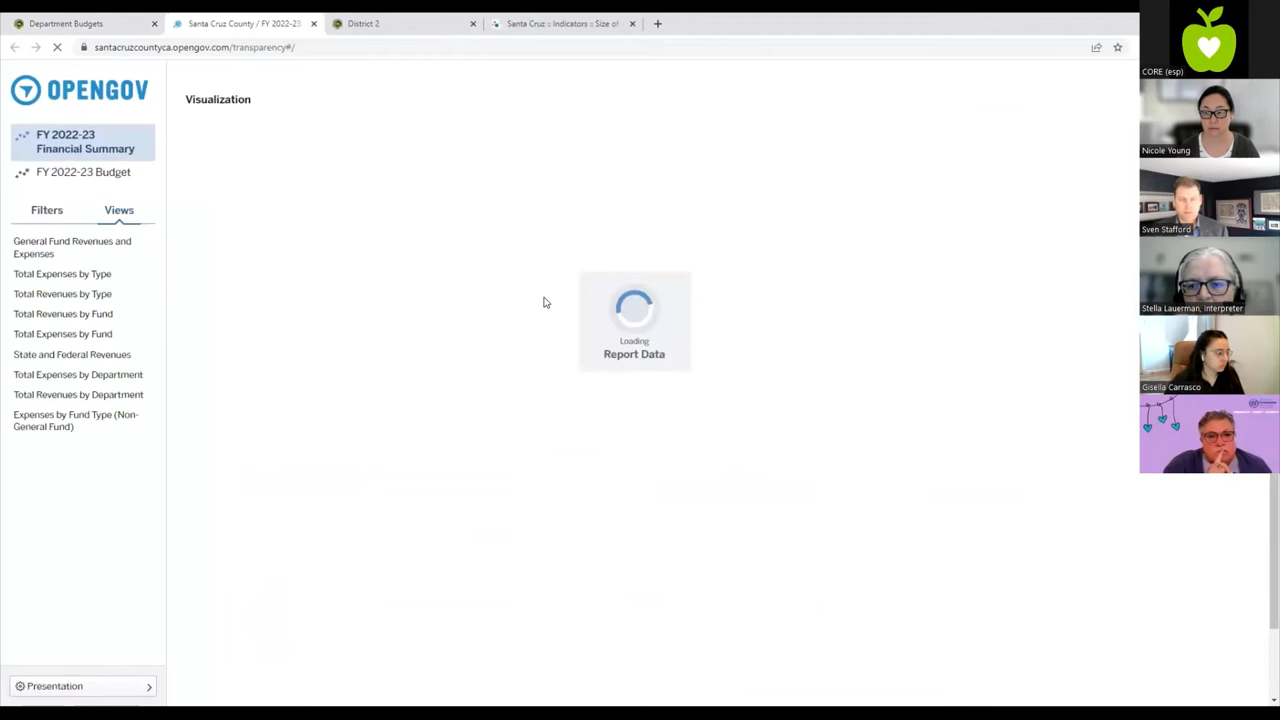 Department Budgets
Santa Cruz County / FY 2022-23
District 2
Santa Cruz :: Indicators :: Size of
santacruzcountyca.opengov.com/transparency#/
OPENGOV
FY 2022-23
Financial Summary
FY 2022-23 Budget
Filters
Views
General Fund Revenues and
Expenses
Total Expenses by Type
Total Revenues by Type
Total Revenues by Fund
Total Expenses by Fund
State and Federal Revenues
Total Expenses by Department
Total Revenues by Department
Expenses by Fund Type (Non-
General Fund)
Presentation
Visualization
Loading
Report Data
CORE (esp)
Nicole Young
Sven Stafford
Stella Lauerman, Interpreter
Gisella Carrasco